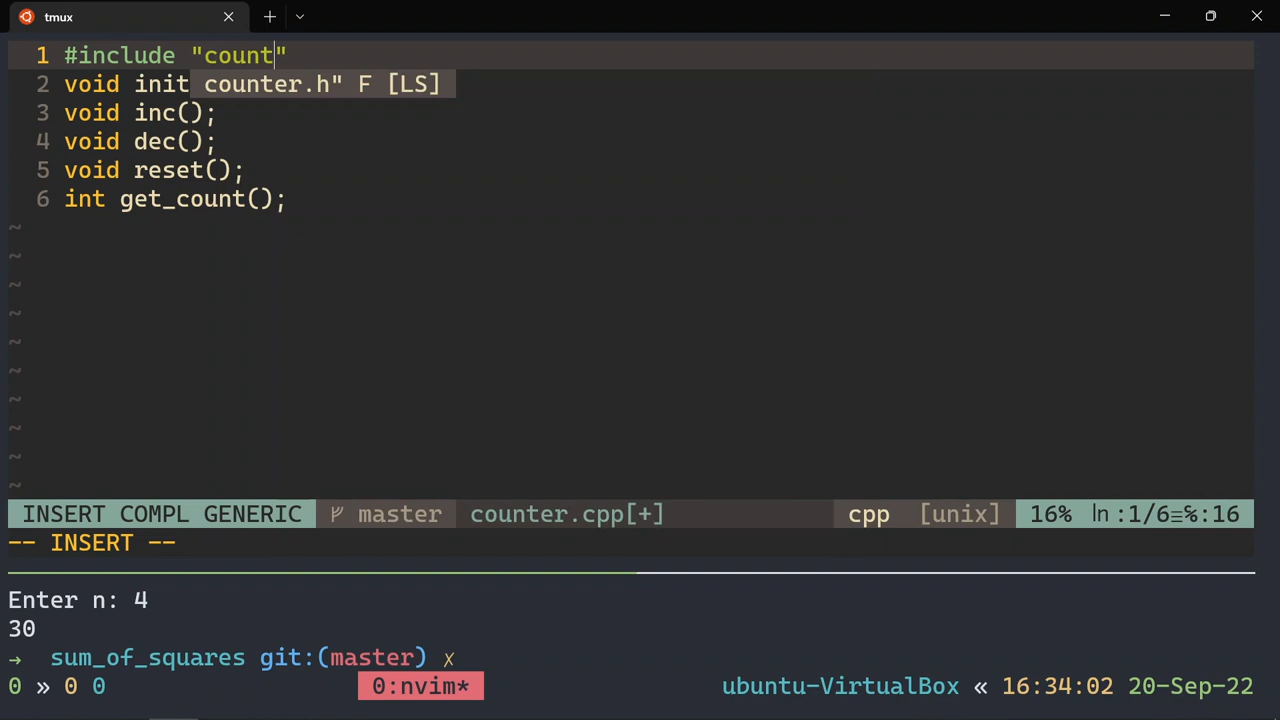 tmux
1 #include "count"
2 void init counter.h" F [LS]
3 void inc();
4 void dec();
5 void reset();
6 int get_count();
~
~
~
~
~
~
~
~
~
~
INSERT COMPL GENERIC master counter.cpp[+] cpp [unix] 16% ln :1/6≡℅:16
-- INSERT --
Enter n: 4
30
→ sum_of_squares git:(master) ✗
0 » 0 0 0:nvim* ubuntu-VirtualBox « 16:34:02 20-Sep-22